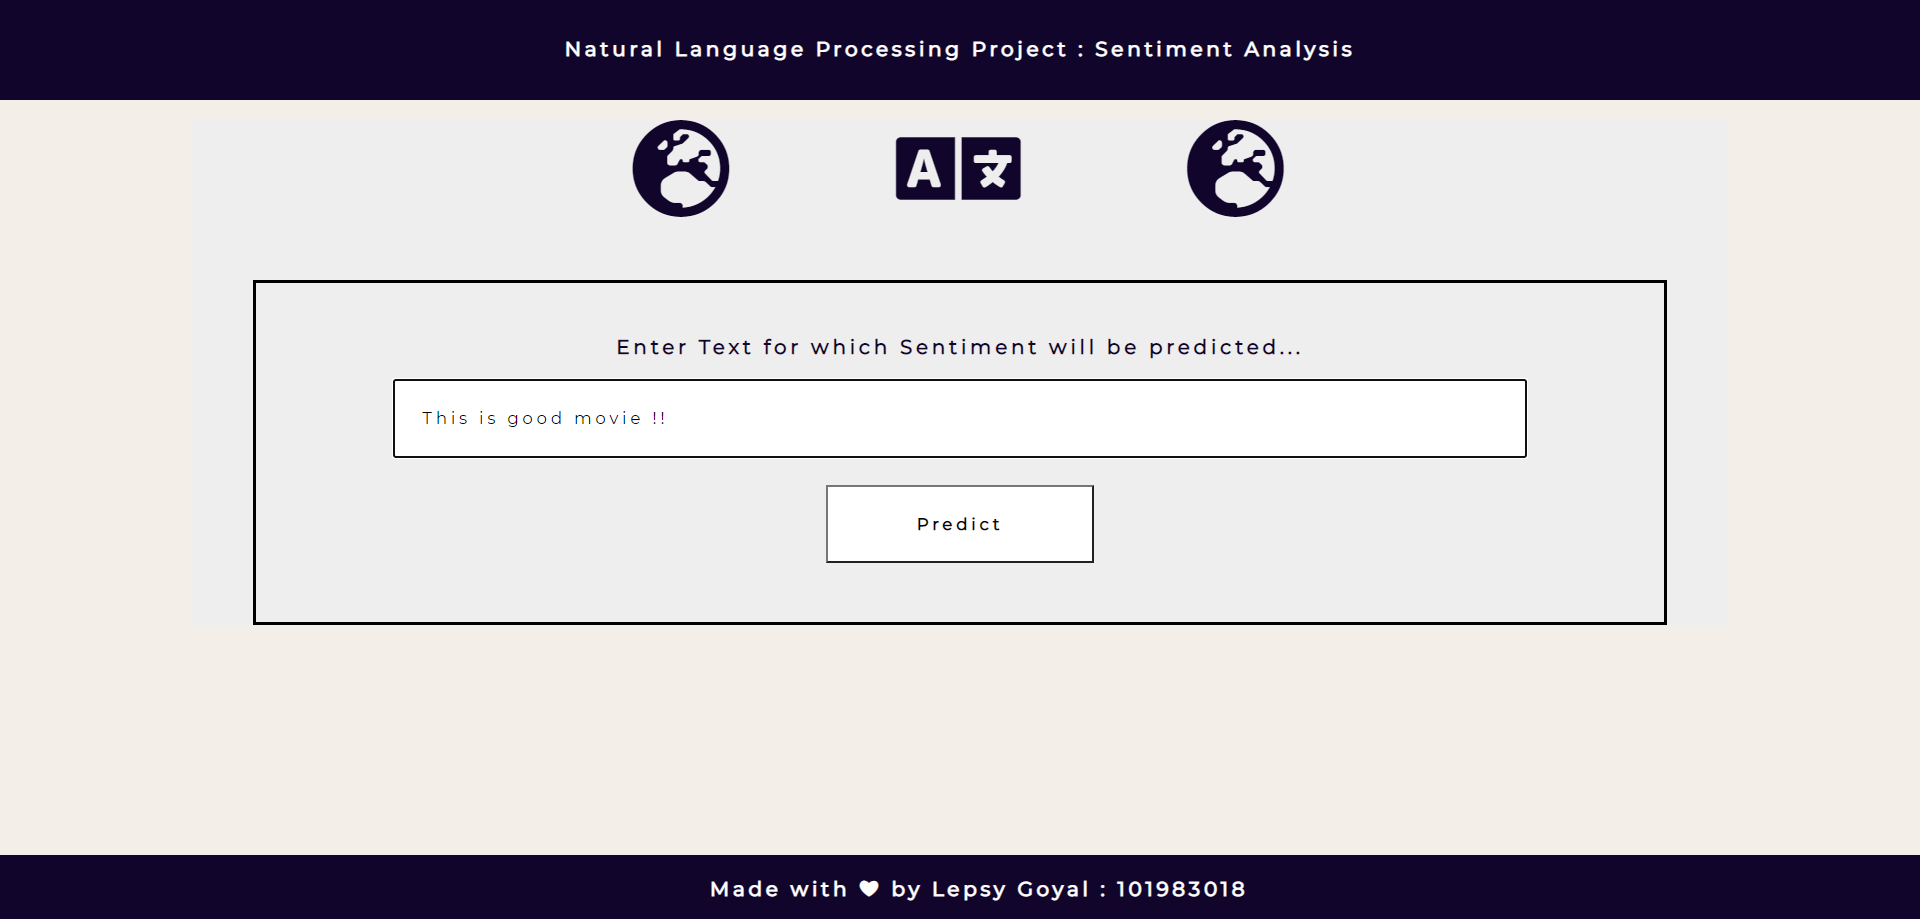 Natural Language Processing Project : Sentiment Analysis
A 文
Enter Text for which Sentiment will be predicted...
This is good movie !!
Predict
Made with ♥ by Lepsy Goyal : 101983018